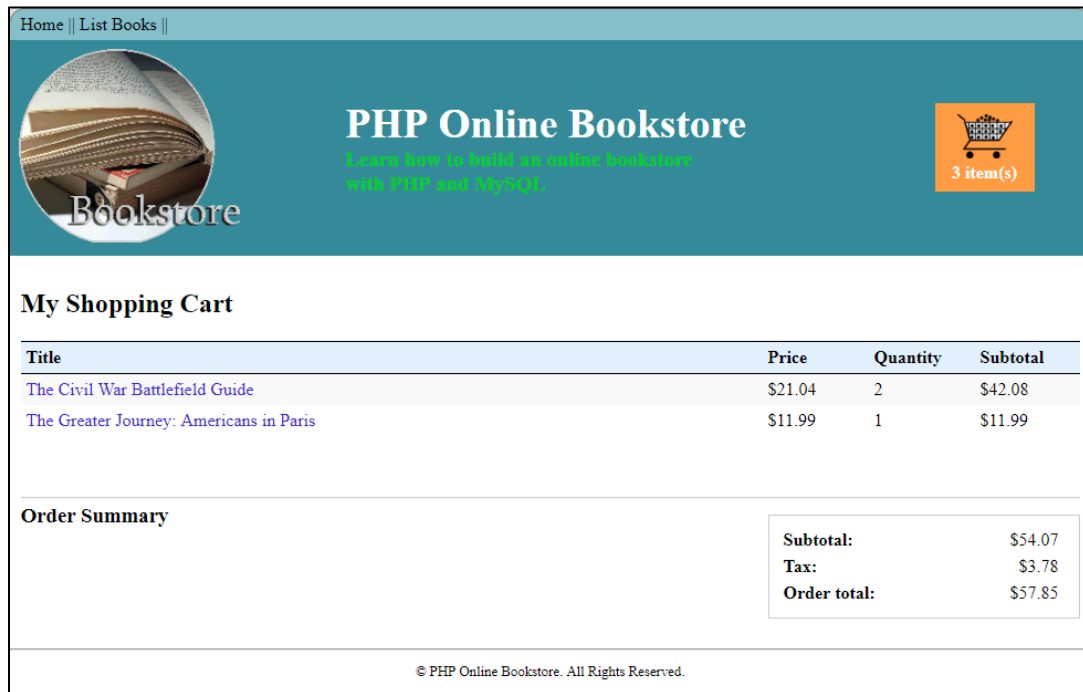 Home || List Books ||
Bookstore
PHP Online Bookstore
Learn how to build an online bookstore
with PHP and MySQL
3 item(s)
My Shopping Cart
Title Price Quantity Subtotal
The Civil War Battlefield Guide $21.04 2 $42.08
The Greater Journey: Americans in Paris $11.99 1 $11.99
Order Summary
Subtotal: $54.07
Tax: $3.78
Order total: $57.85
© PHP Online Bookstore. All Rights Reserved.